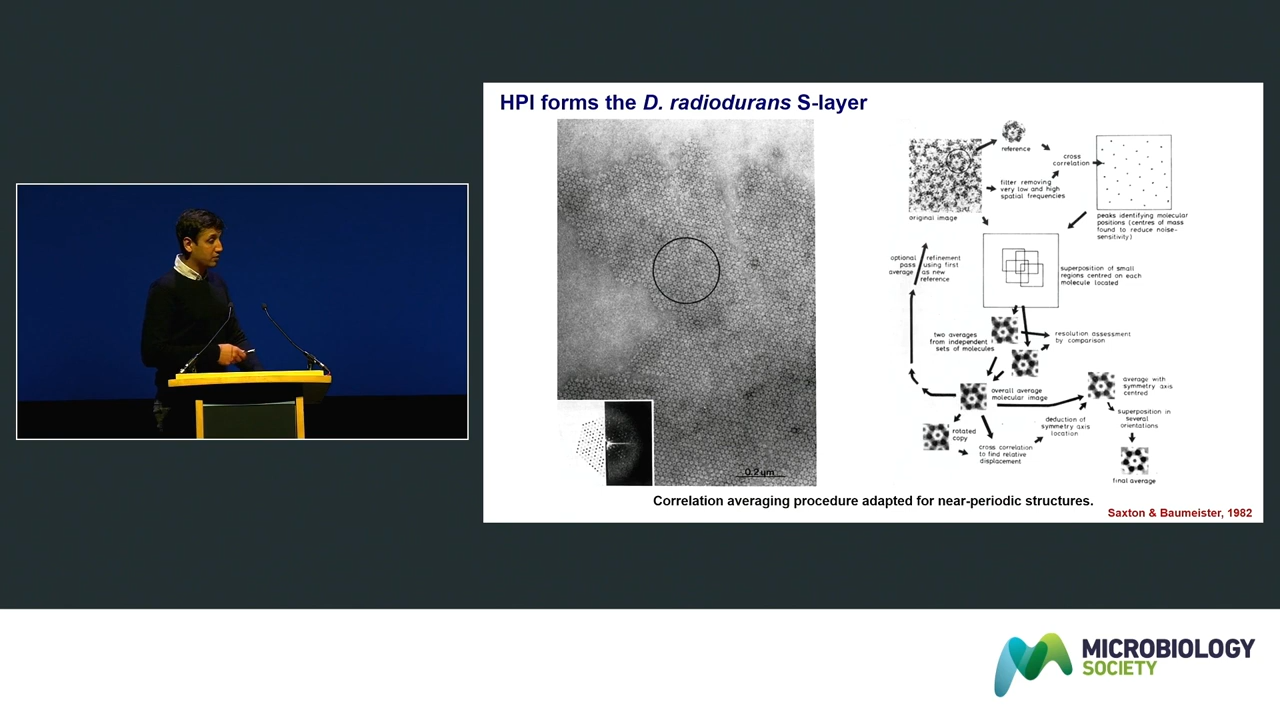 HPI forms the D. radiodurans S-layer
0.2µm
reference
cross
correlation
filter removing
very low and high
spatial frequencies
original image
peaks identifying molecular
positions (centres of mass
found to reduce noise-
sensitivity)
optional refinement
pass using first
average as new
reference
superposition of small
regions centred on each
molecule located
two averages
from independent
sets of molecules
resolution assessment
by comparison
overall average
molecular image
average with
symmetry axis
centred
rotated
copy
deduction of
symmetry axis
location
superposition in
several
orientations
cross correlation
to find relative
displacement
final average
Correlation averaging procedure adapted for near-periodic structures.
Saxton & Baumeister, 1982
MICROBIOLOGY
SOCIETY